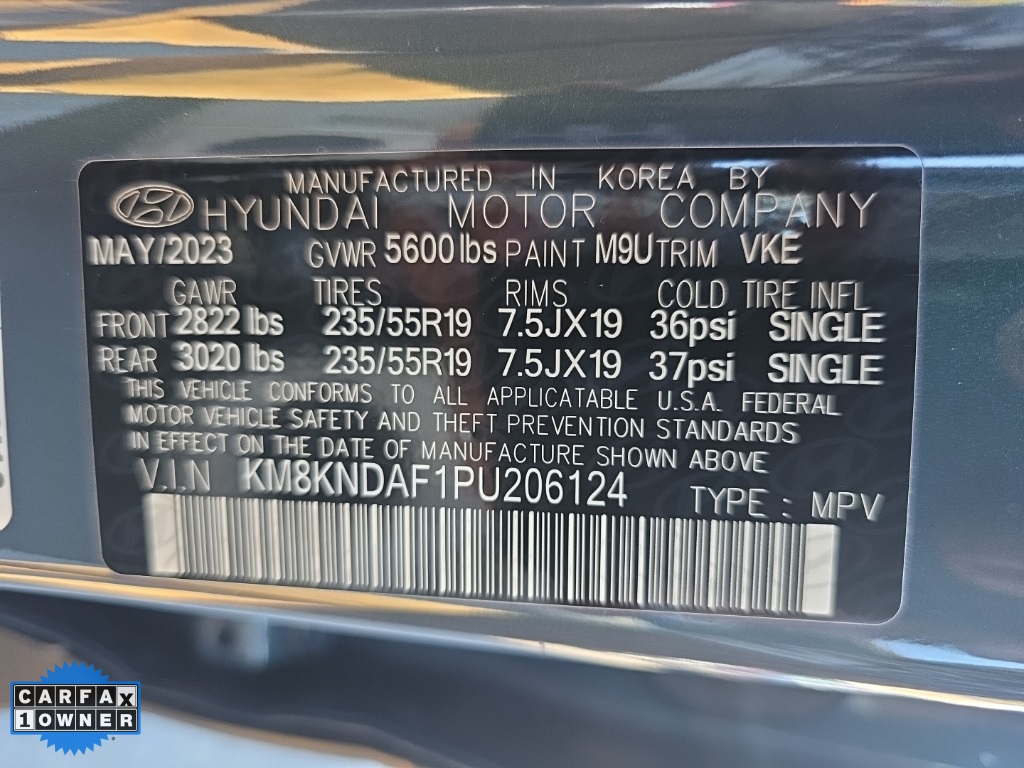 MANUFACTURED IN KOREA BY
HYUNDAI MOTOR COMPANY
MAY/2023 GVWR 5600 lbs PAINT M9U TRIM VKE
GAWR TIRES RIMS COLD TIRE INFL
FRONT 2822 lbs 235/55R19 7.5JX19 36psi SINGLE
REAR 3020 lbs 235/55R19 7.5JX19 37psi SINGLE
THIS VEHICLE CONFORMS TO ALL APPLICATABLE U.S.A. FEDERAL
MOTOR VEHICLE SAFETY AND THEFT PREVENTION STANDARDS
IN EFFECT ON THE DATE OF MANUFACTURE SHOWN ABOVE
V.I.N KM8KNDAF1PU206124 TYPE : MPV
CARFAX
1 OWNER